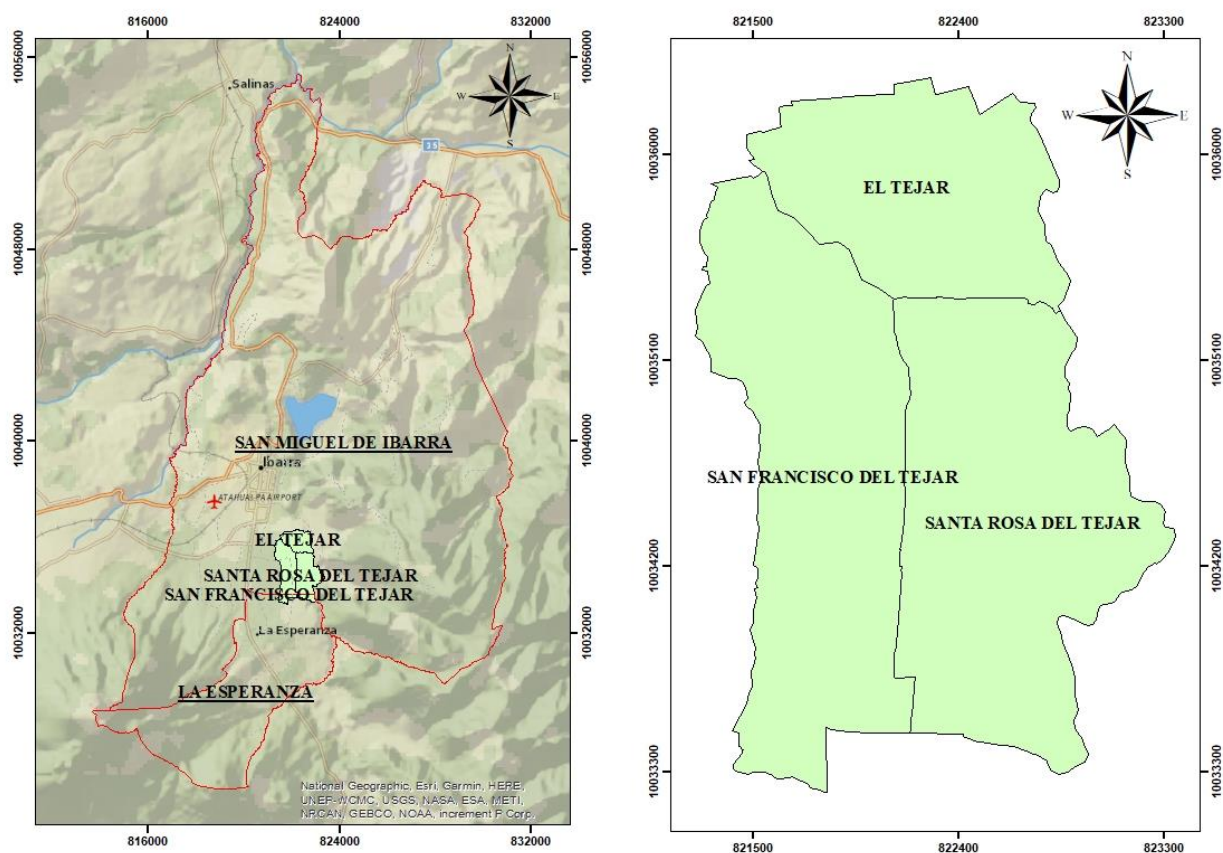 816000 824000 832000
10056000 10056000
N
W E
S
Salinas
35
10048000 10048000
10040000 10040000
SAN MIGUEL DE IBARRA
Ibarra
ATAHUALPA AIRPORT
EL TEJAR
SANTA ROSA DEL TEJAR
SAN FRANCISCO DEL TEJAR
10032000 10032000
La Esperanza
LA ESPERANZA
National Geographic, Esri, Garmin, HERE,
UNEP-WCMC, USGS, NASA, ESA, METI,
NRCAN, GEBCO, NOAA, increment P Corp.
816000 824000 832000
821500 822400 823300
N
W E
S
10036000 10036000
EL TEJAR
10035100 10035100
SAN FRANCISCO DEL TEJAR
SANTA ROSA DEL TEJAR
10034200 10034200
10033300 10033300
821500 822400 823300